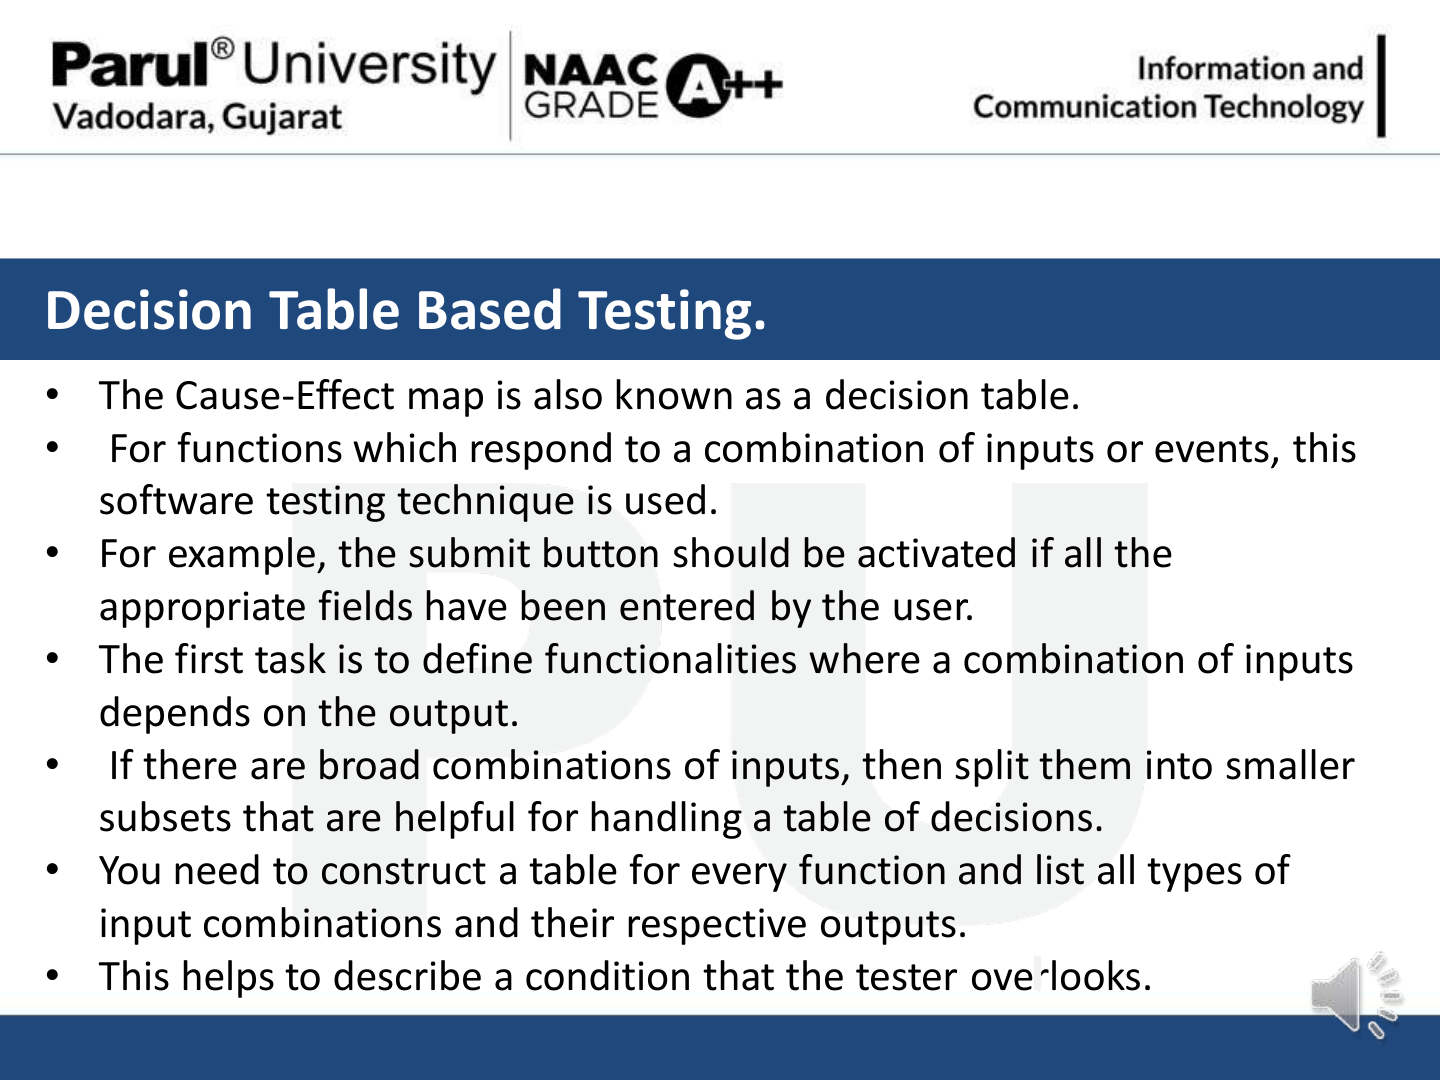 Parul® University
Vadodara, Gujarat
NAAC
GRADE A++
Information and
Communication Technology
Decision Table Based Testing.
• The Cause-Effect map is also known as a decision table.
• For functions which respond to a combination of inputs or events, this
software testing technique is used.
• For example, the submit button should be activated if all the
appropriate fields have been entered by the user.
• The first task is to define functionalities where a combination of inputs
depends on the output.
• If there are broad combinations of inputs, then split them into smaller
subsets that are helpful for handling a table of decisions.
• You need to construct a table for every function and list all types of
input combinations and their respective outputs.
• This helps to describe a condition that the tester overlooks.
PU